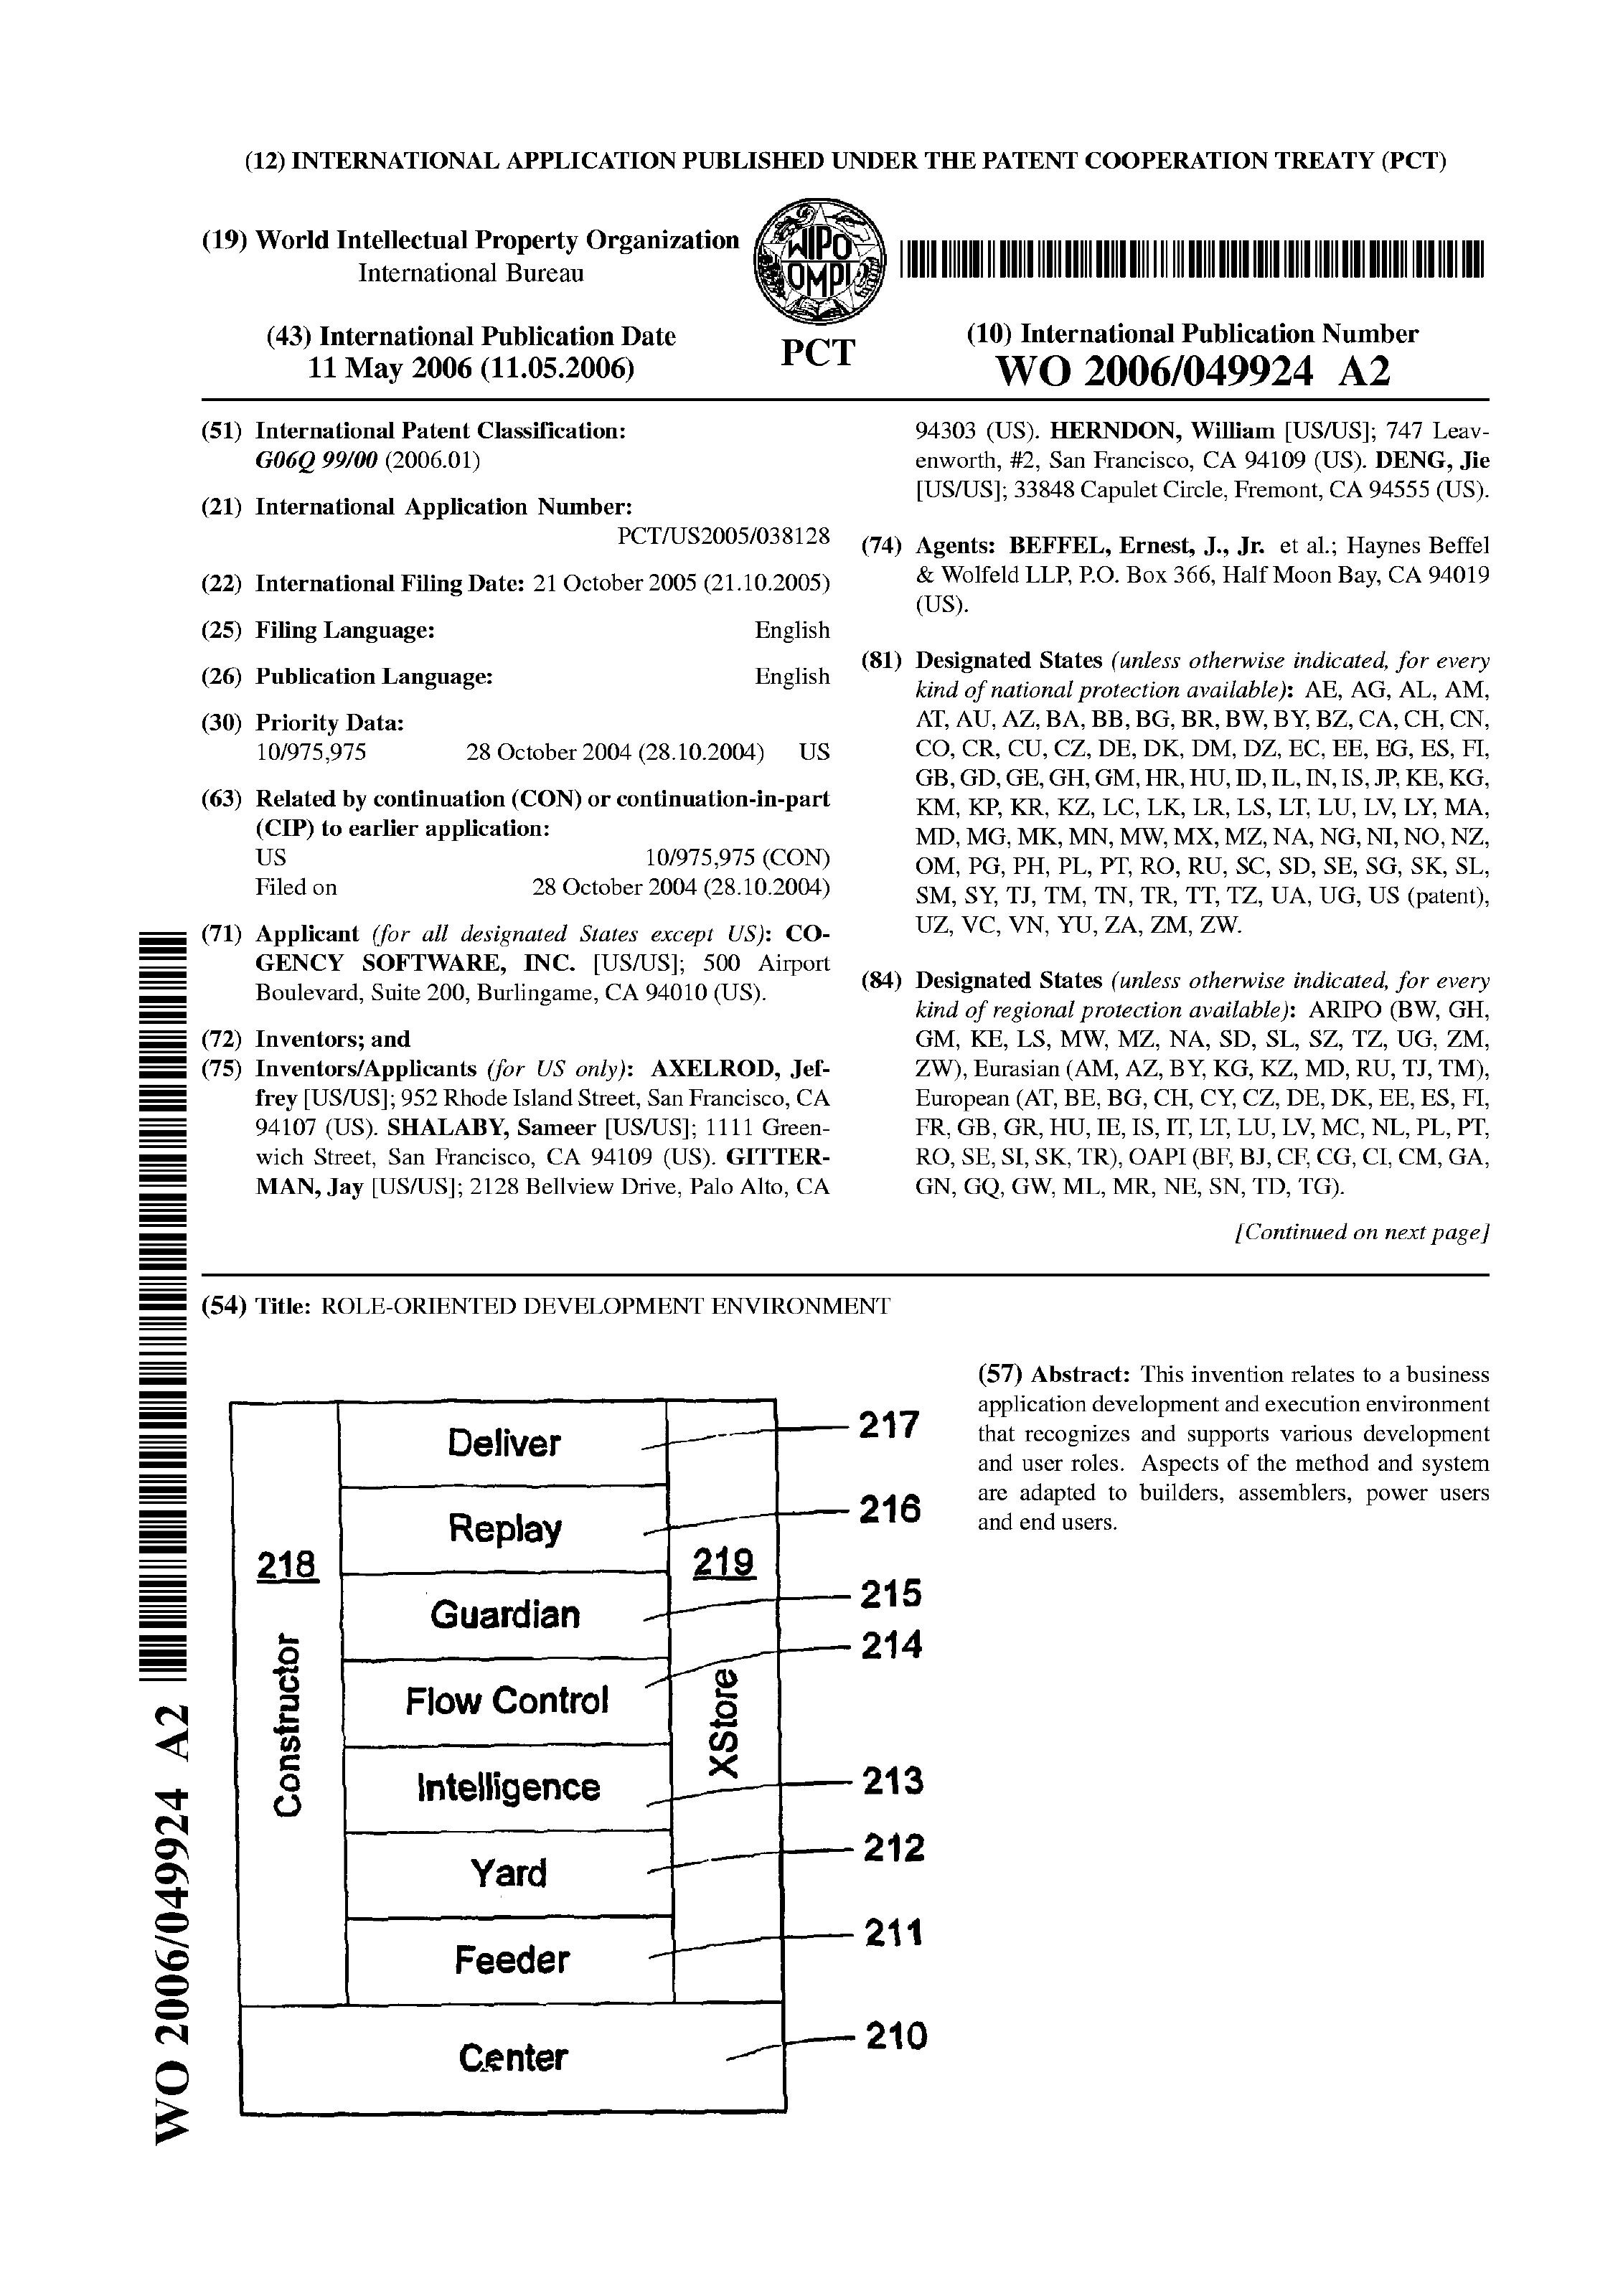 (12) INTERNATIONAL APPLICATION PUBLISHED UNDER THE PATENT COOPERATION TREATY (PCT)
(19) World Intellectual Property Organization
International Bureau
WIPO
OMPI
PCT
(43) International Publication Date
11 May 2006 (11.05.2006)
(10) International Publication Number
WO 2006/049924 A2
(51) International Patent Classification:
G06Q 99/00 (2006.01)
(21) International Application Number:
PCT/US2005/038128
(22) International Filing Date: 21 October 2005 (21.10.2005)
(25) Filing Language: English
(26) Publication Language: English
(30) Priority Data:
10/975,975 28 October 2004 (28.10.2004) US
(63) Related by continuation (CON) or continuation-in-part
(CIP) to earlier application:
US 10/975,975 (CON)
Filed on 28 October 2004 (28.10.2004)
(71) Applicant (for all designated States except US): CO-
GENCY SOFTWARE, INC. [US/US]; 500 Airport
Boulevard, Suite 200, Burlingame, CA 94010 (US).
(72) Inventors; and
(75) Inventors/Applicants (for US only): AXELROD, Jef-
frey [US/US]; 952 Rhode Island Street, San Francisco, CA
94107 (US). SHALABY, Sameer [US/US]; 1111 Green-
wich Street, San Francisco, CA 94109 (US). GITTER-
MAN, Jay [US/US]; 2128 Bellview Drive, Palo Alto, CA
94303 (US). HERNDON, William [US/US]; 747 Leav-
enworth, #2, San Francisco, CA 94109 (US). DENG, Jie
[US/US]; 33848 Capulet Circle, Fremont, CA 94555 (US).
(74) Agents: BEFFEL, Ernest, J., Jr. et al.; Haynes Beffel
& Wolfeld LLP, P.O. Box 366, Half Moon Bay, CA 94019
(US).
(81) Designated States (unless otherwise indicated, for every
kind of national protection available): AE, AG, AL, AM,
AT, AU, AZ, BA, BB, BG, BR, BW, BY, BZ, CA, CH, CN,
CO, CR, CU, CZ, DE, DK, DM, DZ, EC, EE, EG, ES, FI,
GB, GD, GE, GH, GM, HR, HU, ID, IL, IN, IS, JP, KE, KG,
KM, KP, KR, KZ, LC, LK, LR, LS, LT, LU, LV, LY, MA,
MD, MG, MK, MN, MW, MX, MZ, NA, NG, NI, NO, NZ,
OM, PG, PH, PL, PT, RO, RU, SC, SD, SE, SG, SK, SL,
SM, SY, TJ, TM, TN, TR, TT, TZ, UA, UG, US (patent),
UZ, VC, VN, YU, ZA, ZM, ZW.
(84) Designated States (unless otherwise indicated, for every
kind of regional protection available): ARIPO (BW, GH,
GM, KE, LS, MW, MZ, NA, SD, SL, SZ, TZ, UG, ZM,
ZW), Eurasian (AM, AZ, BY, KG, KZ, MD, RU, TJ, TM),
European (AT, BE, BG, CH, CY, CZ, DE, DK, EE, ES, FI,
FR, GB, GR, HU, IE, IS, IT, LT, LU, LV, MC, NL, PL, PT,
RO, SE, SI, SK, TR), OAPI (BF, BJ, CF, CG, CI, CM, GA,
GN, GQ, GW, ML, MR, NE, SN, TD, TG).
[Continued on next page]
(54) Title: ROLE-ORIENTED DEVELOPMENT ENVIRONMENT
Deliver 217
Replay 216
218
219
Guardian 215
214
Flow Control
Constructor
XStore
Intelligence 213
Yard 212
Feeder 211
Center 210
(57) Abstract: This invention relates to a business
application development and execution environment
that recognizes and supports various development
and user roles. Aspects of the method and system
are adapted to builders, assemblers, power users
and end users.
WO 2006/049924 A2